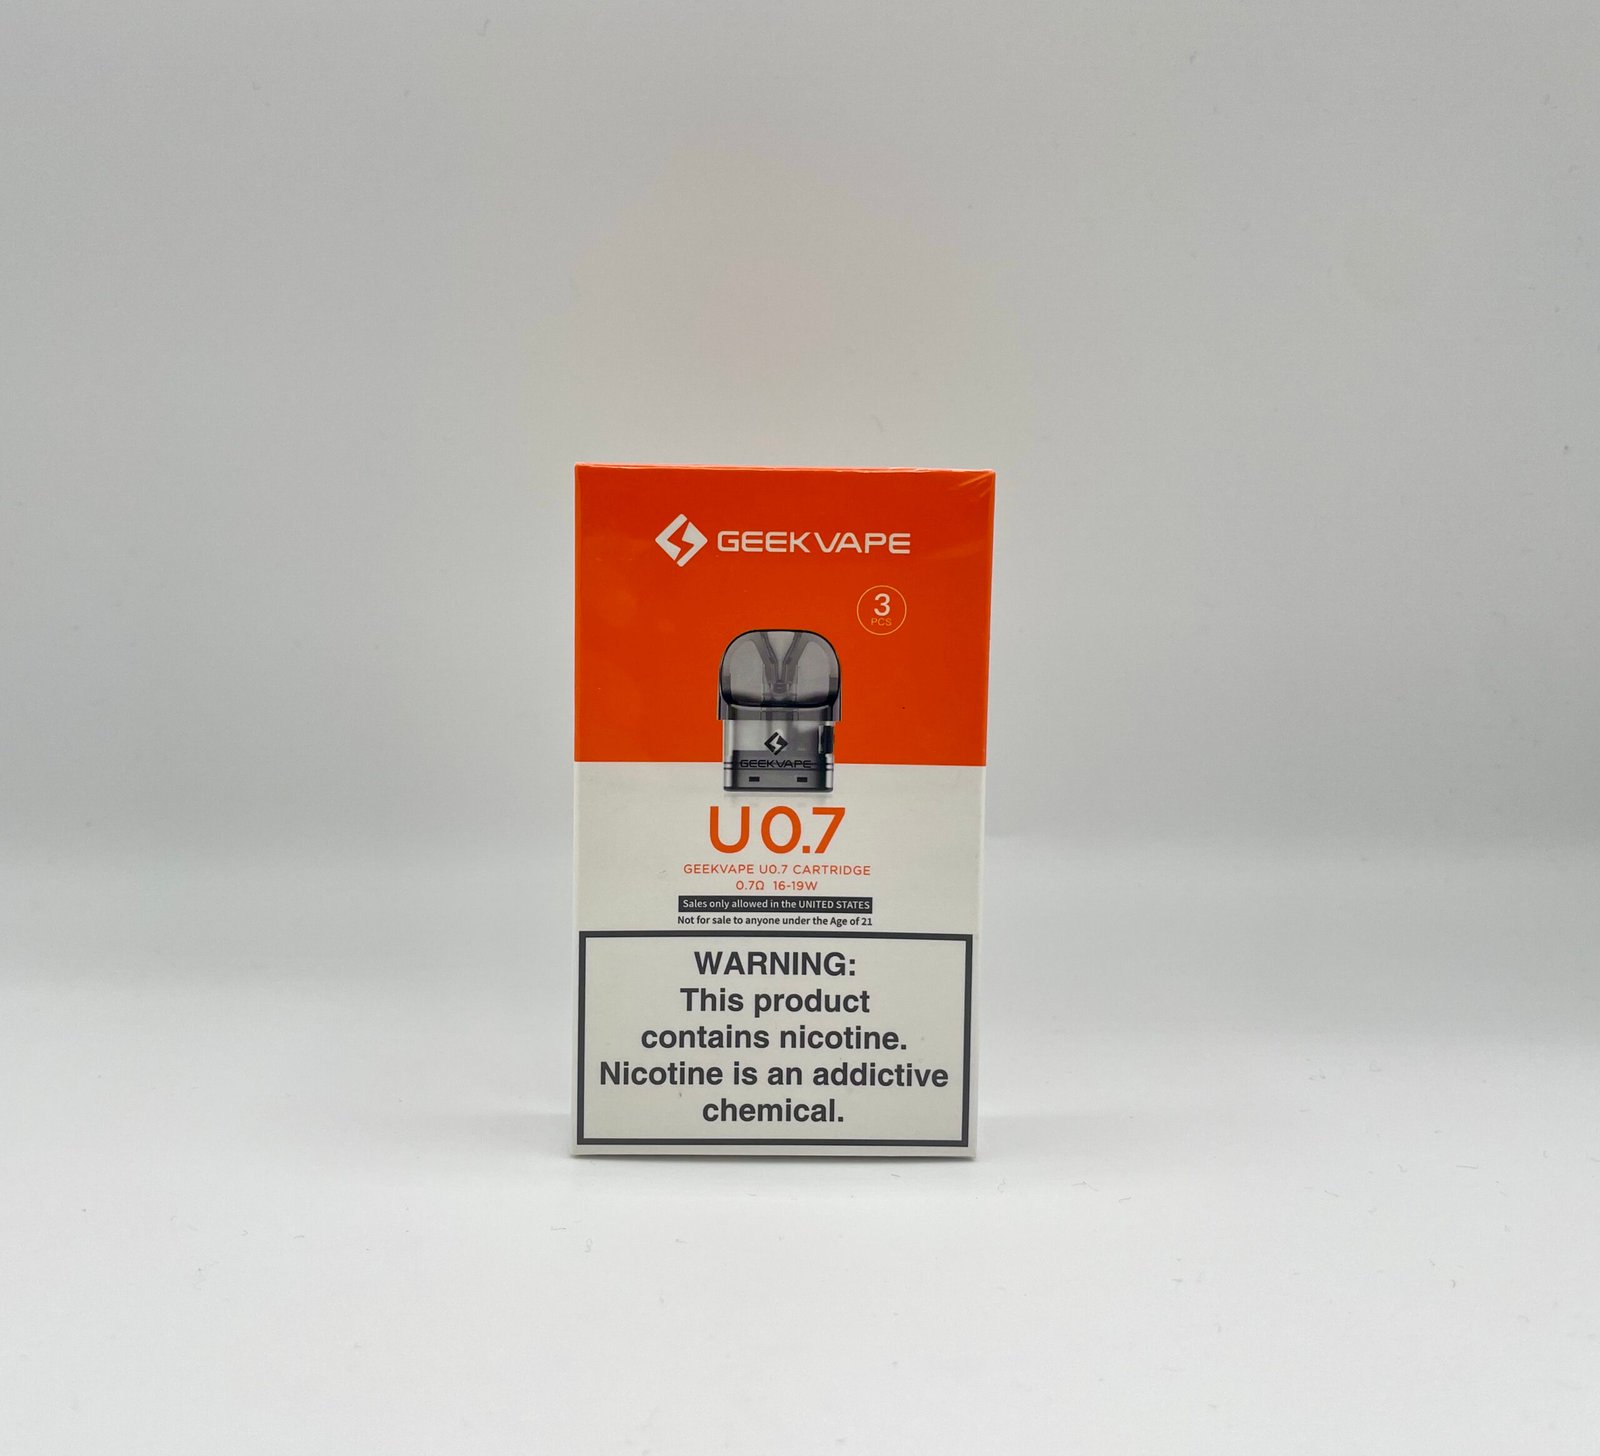 GEEKVAPE
3
PCS
GEEKVAPE
U 0.7
GEEKVAPE U0.7 CARTRIDGE
0.7Ω 16-19W
Sales only allowed in the UNITED STATES
Not for sale to anyone under the Age of 21
WARNING:
This product
contains nicotine.
Nicotine is an addictive
chemical.